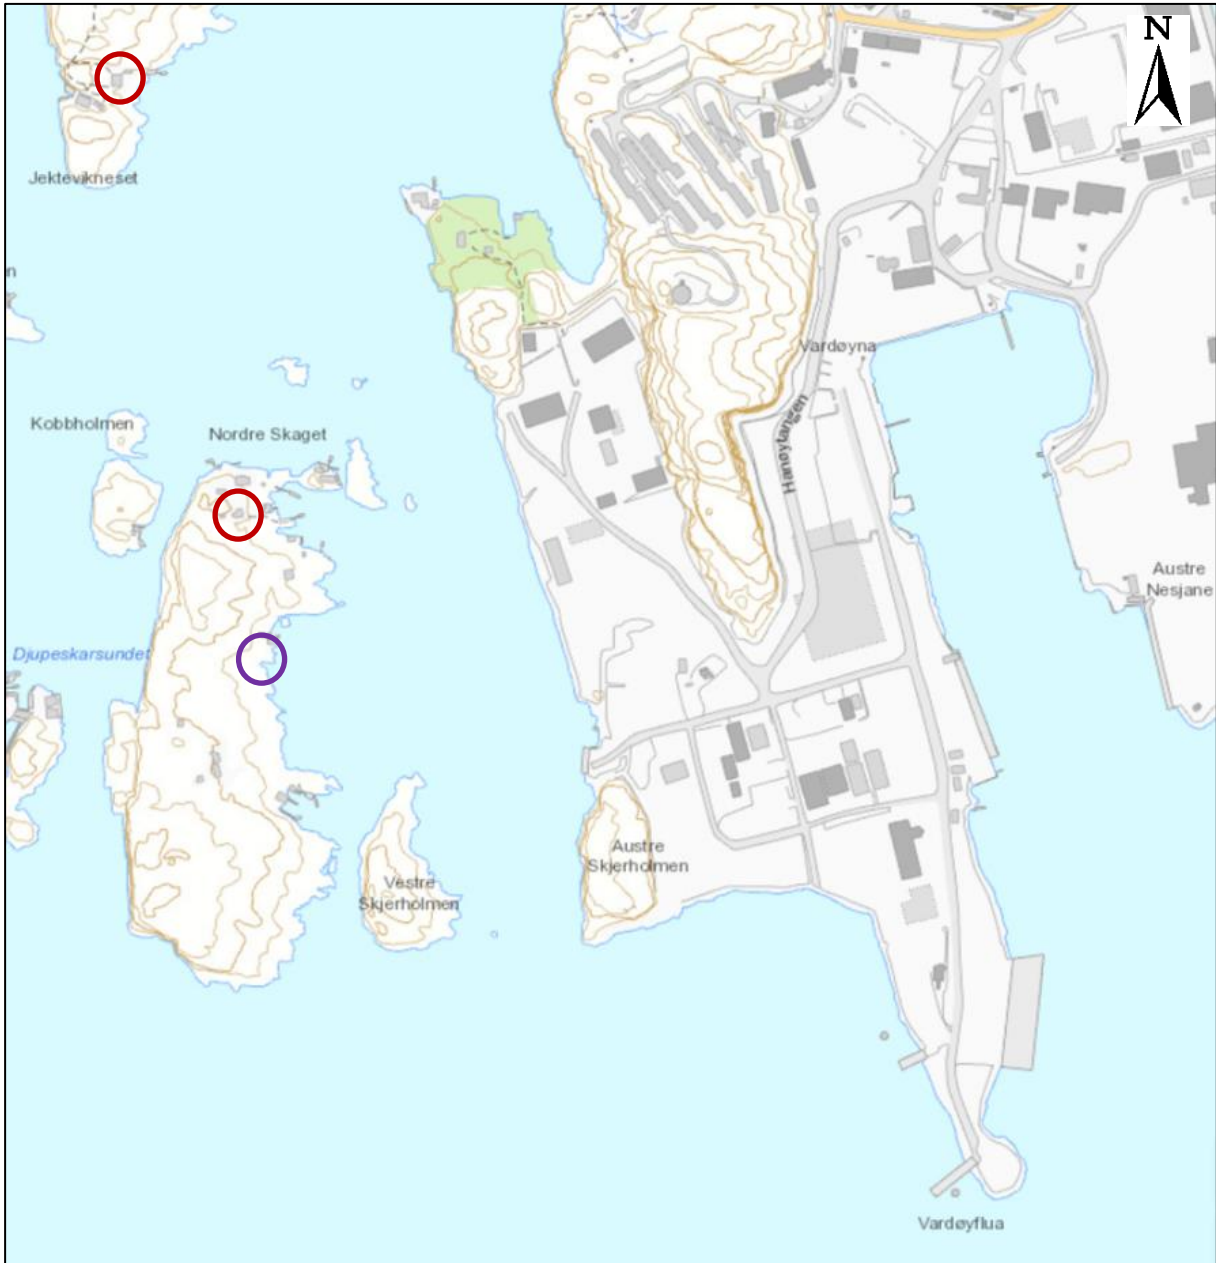 N
Jektevikneset
n
Vardøyna
Kobbholmen
Nordre Skaget
Hanøytangen
Austre
Nesjane
Djupeskarsundet
Austre
Skjerholmen
Vestre
Skjerholmen
Vardøyflua